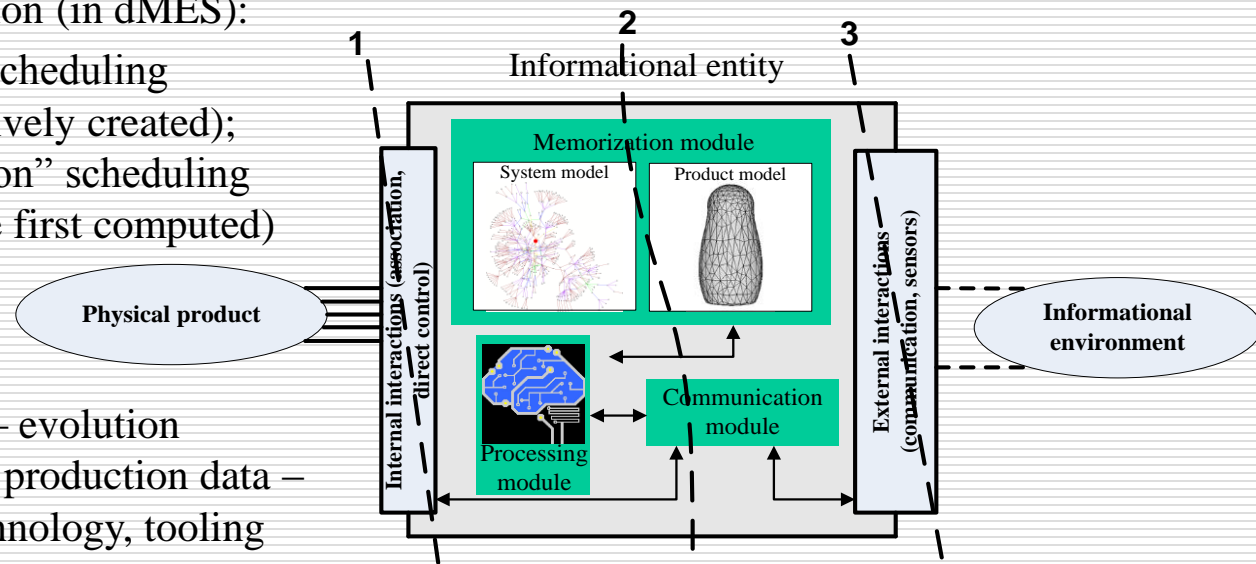 on (in dMES):
cheduling
ively created);
on” scheduling
e first computed)
– evolution
production data –
hnology, tooling
1
2
3
Informational entity
Memorization module
System model
Product model
Internal interactions (association,
direct control)
Physical product
Processing
module
Communication
module
External interactions
(communication, sensors)
Informational
environment